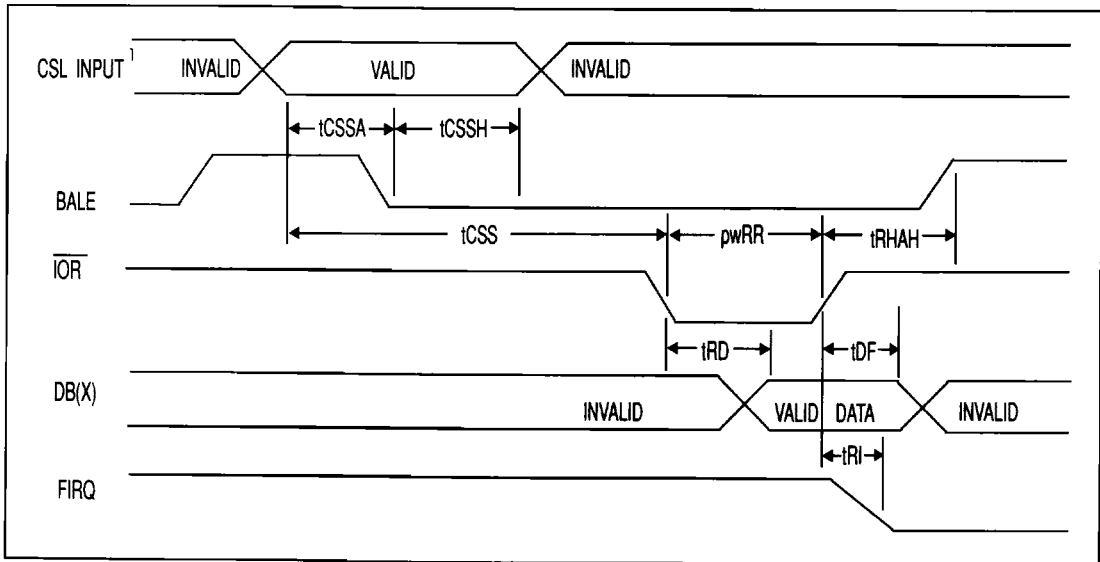 CSL INPUT 1 INVALID VALID INVALID
tCSSA tCSSH
BALE
tCSS pwRR tRHAH
IOR
tRD tDF
DB(X) INVALID VALID DATA INVALID
tRI
FIRQ